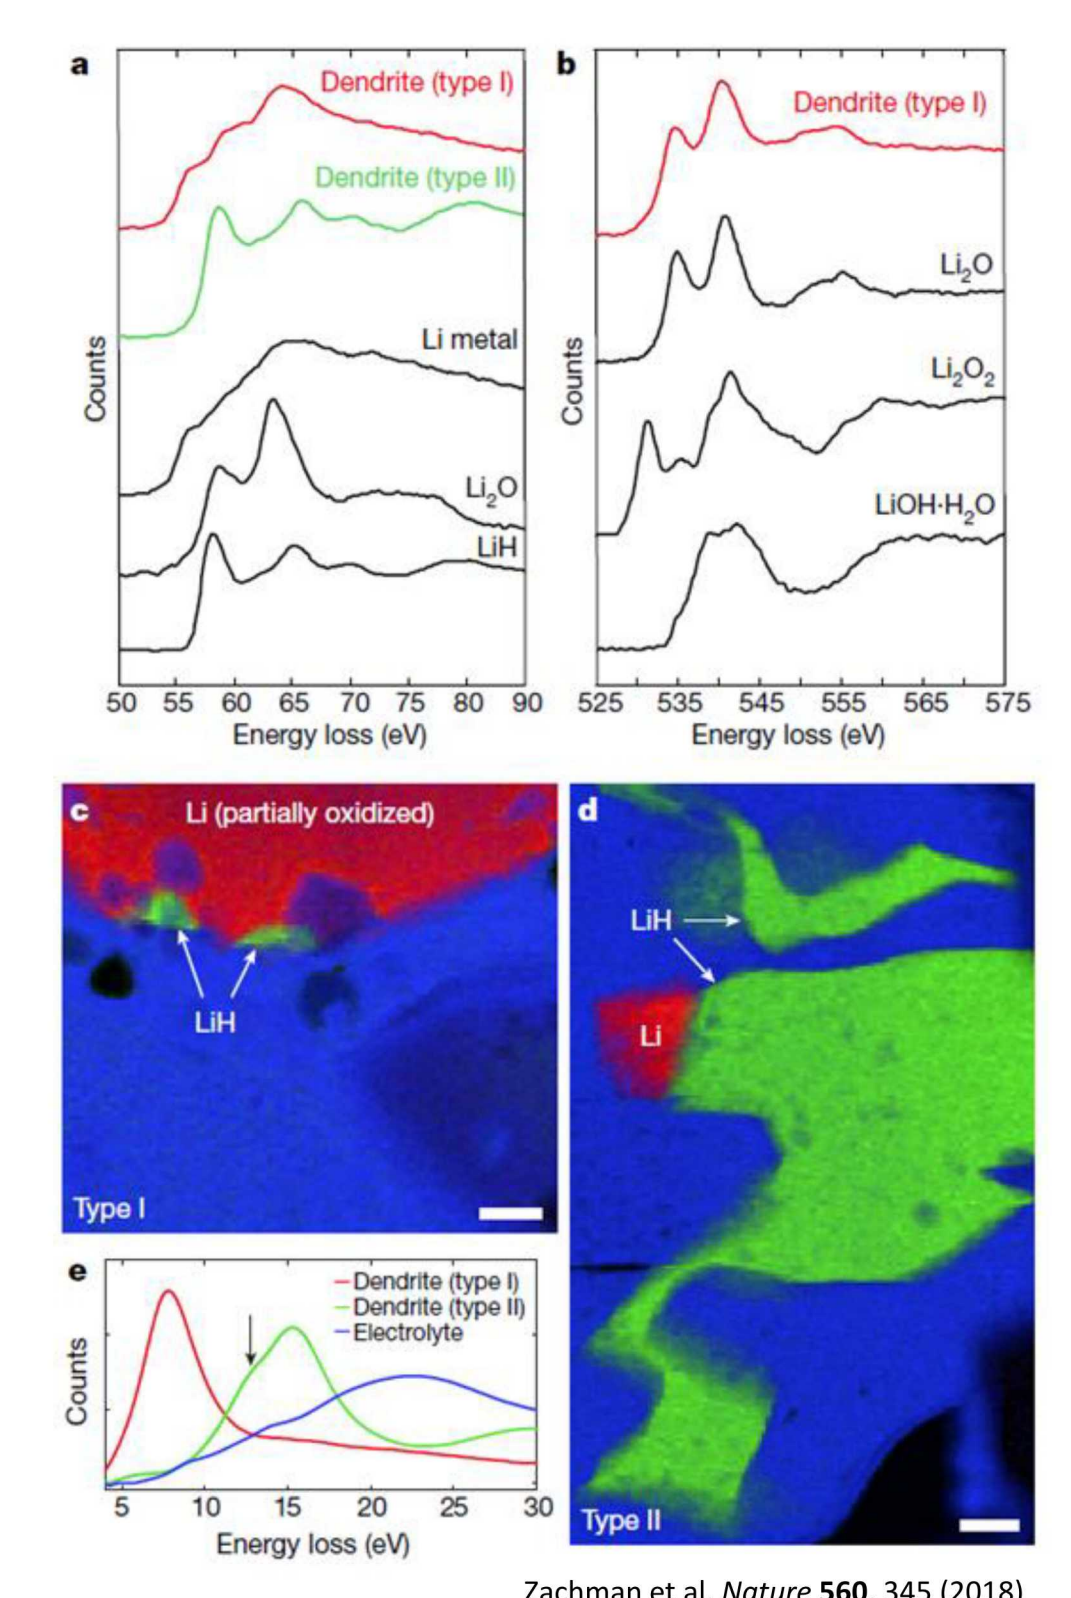 a
Dendrite (type I)
Dendrite (type II)
Li metal
Li₂O
LiH
Counts
50 55 60 65 70 75 80 90
Energy loss (eV)
b
Dendrite (type I)
Li₂O
Li₂O₂
LiOH·H₂O
Counts
525 535 545 555 565 575
Energy loss (eV)
c
Li (partially oxidized)
LiH
Type I
d
LiH
Li
Type II
e
Dendrite (type I)
Dendrite (type II)
Electrolyte
Counts
5 10 15 20 25 30
Energy loss (eV)
Zachman et al. Nature 560, 345 (2018)